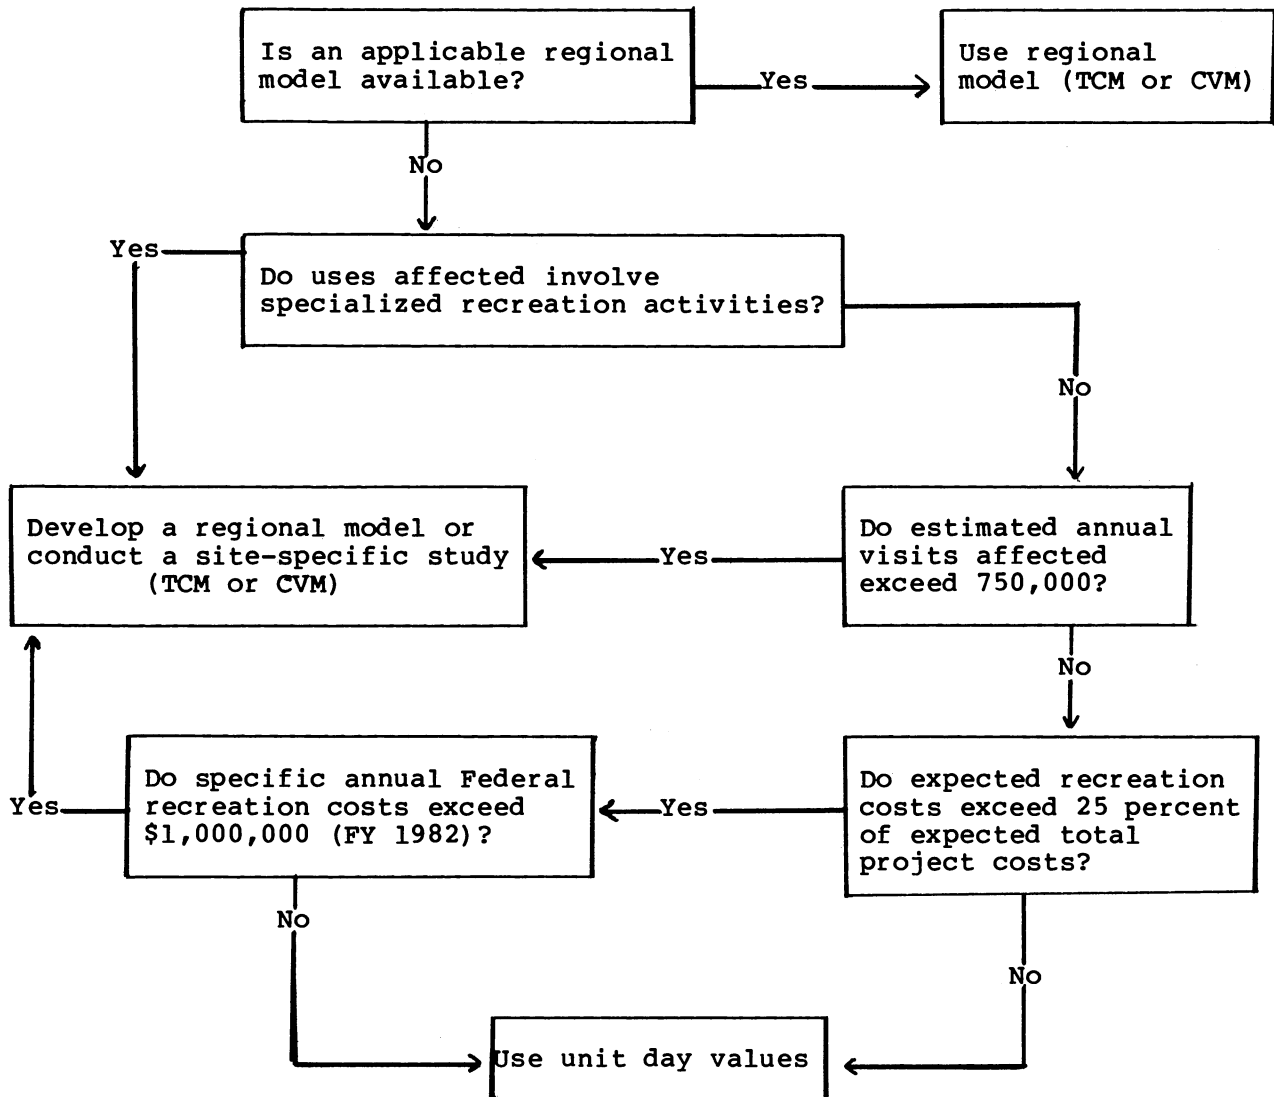 Is an applicable regional
model available?
Yes
Use regional
model (TCM or CVM)
No
Yes
Do uses affected involve
specialized recreation activities?
No
Develop a regional model or
conduct a site-specific study
(TCM or CVM)
Yes
Do estimated annual
visits affected
exceed 750,000?
No
Yes
Do specific annual Federal
recreation costs exceed
$1,000,000 (FY 1982)?
Yes
Do expected recreation
costs exceed 25 percent
of expected total
project costs?
No
No
Use unit day values